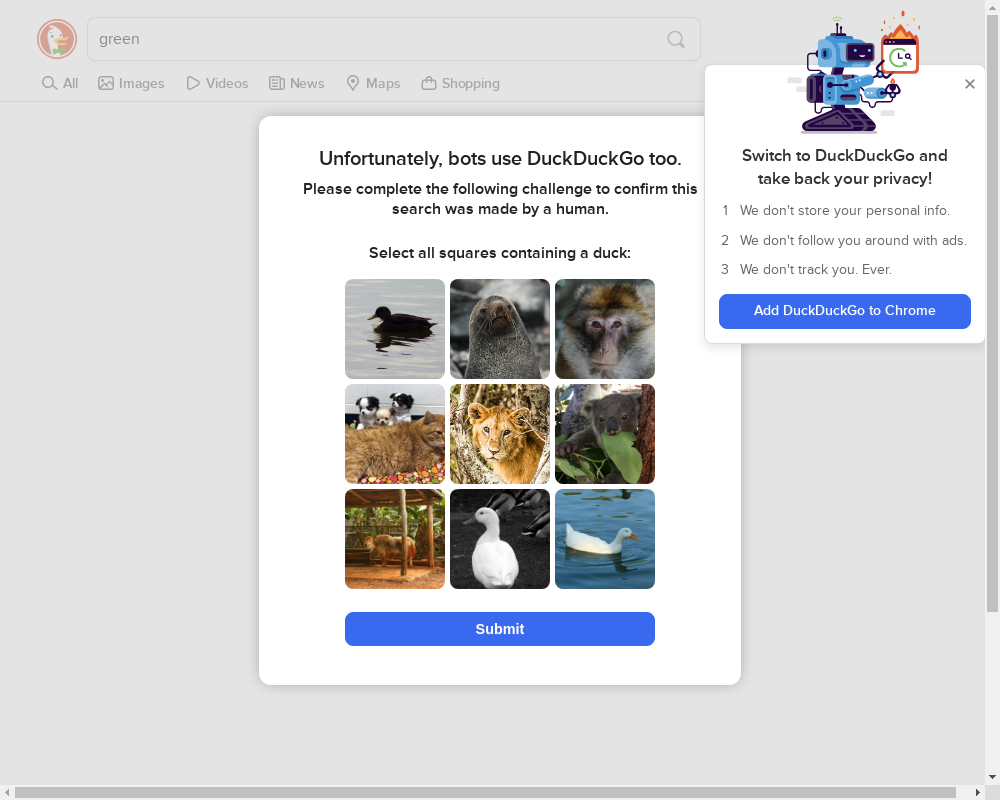 green
All
Images
Videos
News
Maps
Shopping
Unfortunately, bots use DuckDuckGo too.
Please complete the following challenge to confirm this
search was made by a human.
Select all squares containing a duck:
Submit
Switch to DuckDuckGo and
take back your privacy!
1 We don't store your personal info.
2 We don't follow you around with ads.
3 We don't track you. Ever.
Add DuckDuckGo to Chrome